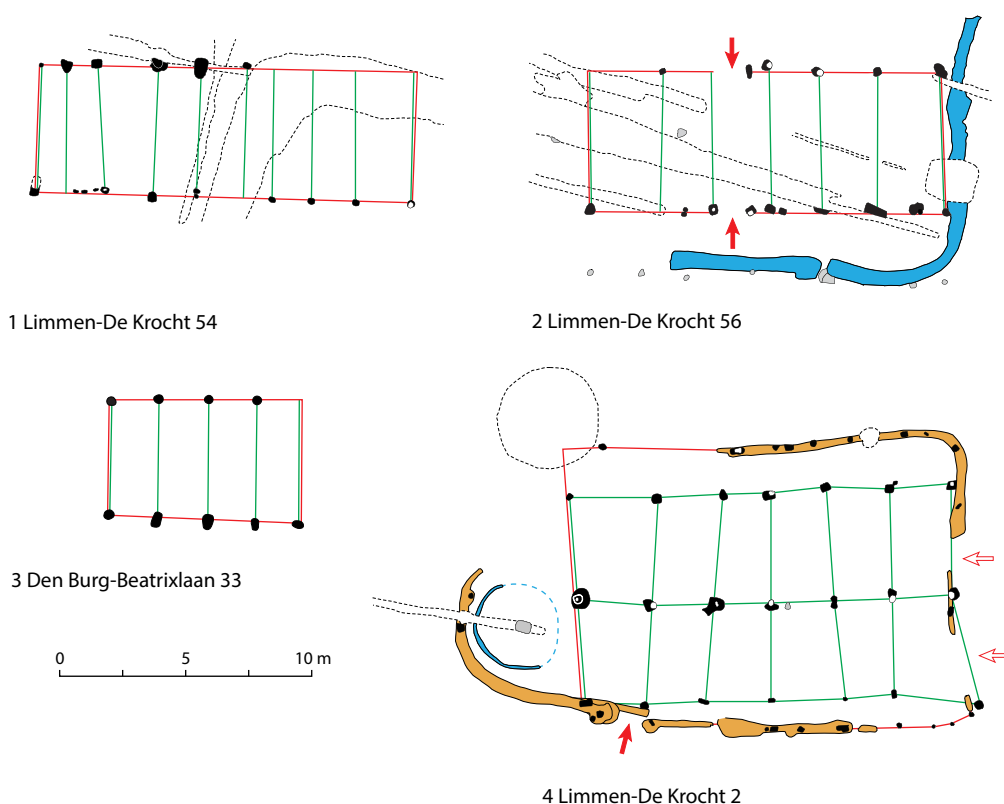 1 Limmen-De Krocht 54
2 Limmen-De Krocht 56
3 Den Burg-Beatrixlaan 33
0 5 10 m
4 Limmen-De Krocht 2